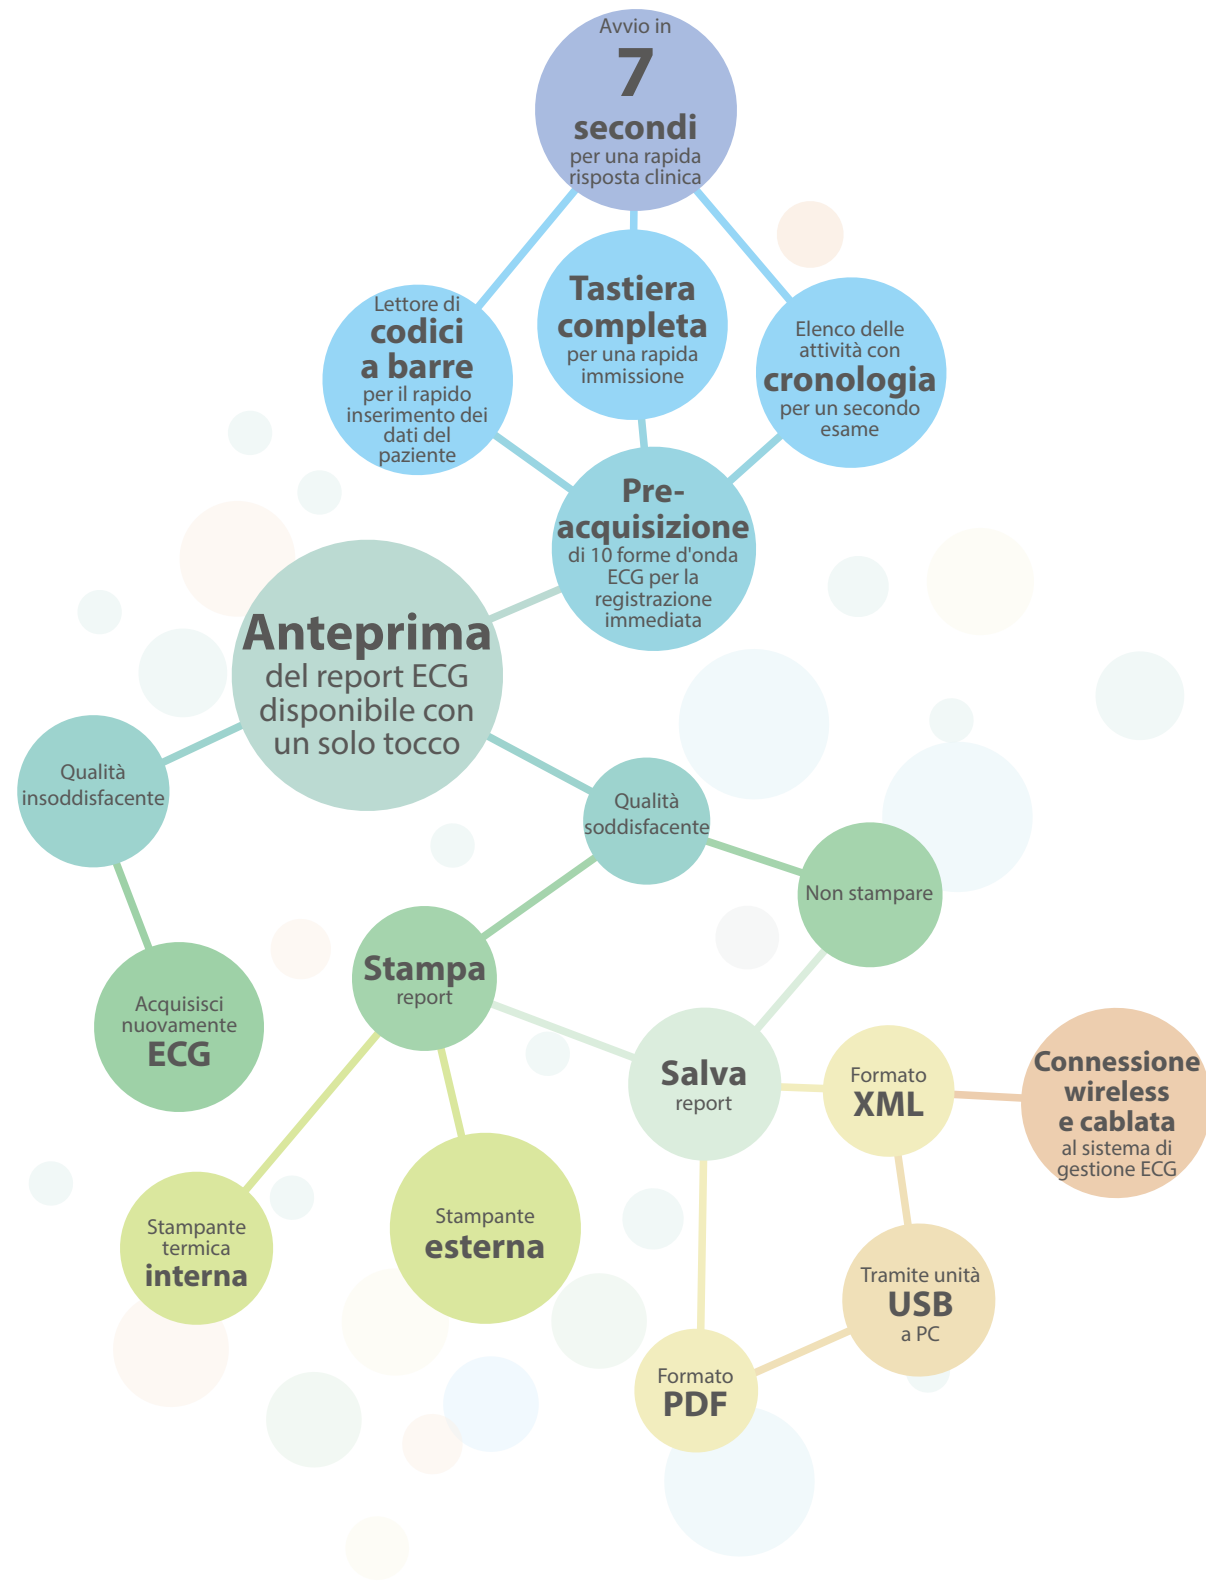 Avvio in
7
secondi
per una rapida
risposta clinica
Lettore di
codici
a barre
per il rapido
inserimento dei
dati del
paziente
Tastiera
completa
per una rapida
immissione
Elenco delle
attività con
cronologia
per un secondo
esame
Pre-
acquisizione
di 10 forme d'onda
ECG per la
registrazione
immediata
Anteprima
del report ECG
disponibile con
un solo tocco
Qualità
insoddisfacente
Qualità
soddisfacente
Non stampare
Acquisisci
nuovamente
ECG
Stampa
report
Salva
report
Formato
XML
Connessione
wireless
e cablata
al sistema di
gestione ECG
Stampante
termica
interna
Stampante
esterna
Tramite unità
USB
a PC
Formato
PDF